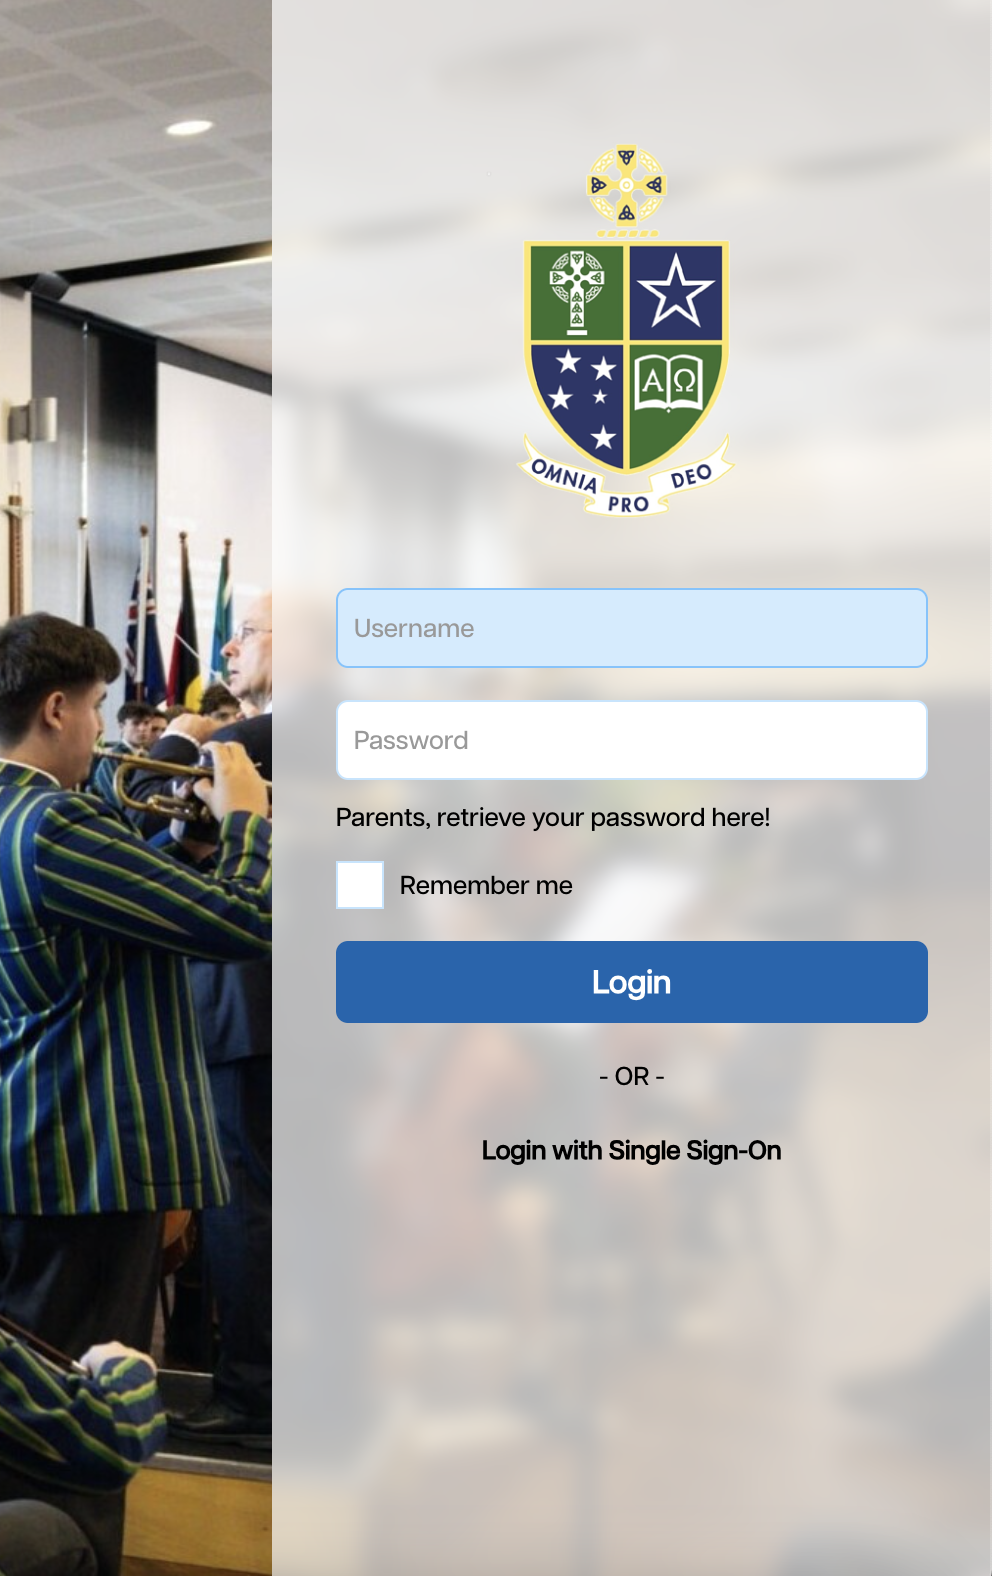 Α Ω
OMNIA PRO DEO
Username
Password
Parents, retrieve your password here!
Remember me
Login
- OR -
Login with Single Sign-On